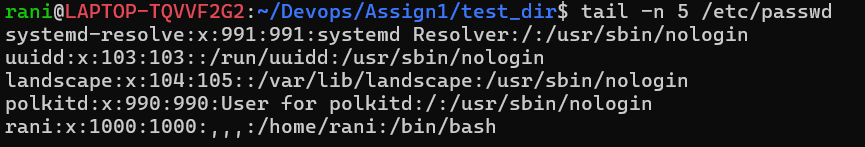 rani@LAPTOP-TQVVF2G2:~/Devops/Assign1/test_dir$ tail -n 5 /etc/passwd
systemd-resolve:x:991:991:systemd Resolver:/:/usr/sbin/nologin
uuidd:x:103:103::/run/uuidd:/usr/sbin/nologin
landscape:x:104:105::/var/lib/landscape:/usr/sbin/nologin
polkitd:x:990:990:User for polkitd:/:/usr/sbin/nologin
rani:x:1000:1000:,,,:/home/rani:/bin/bash